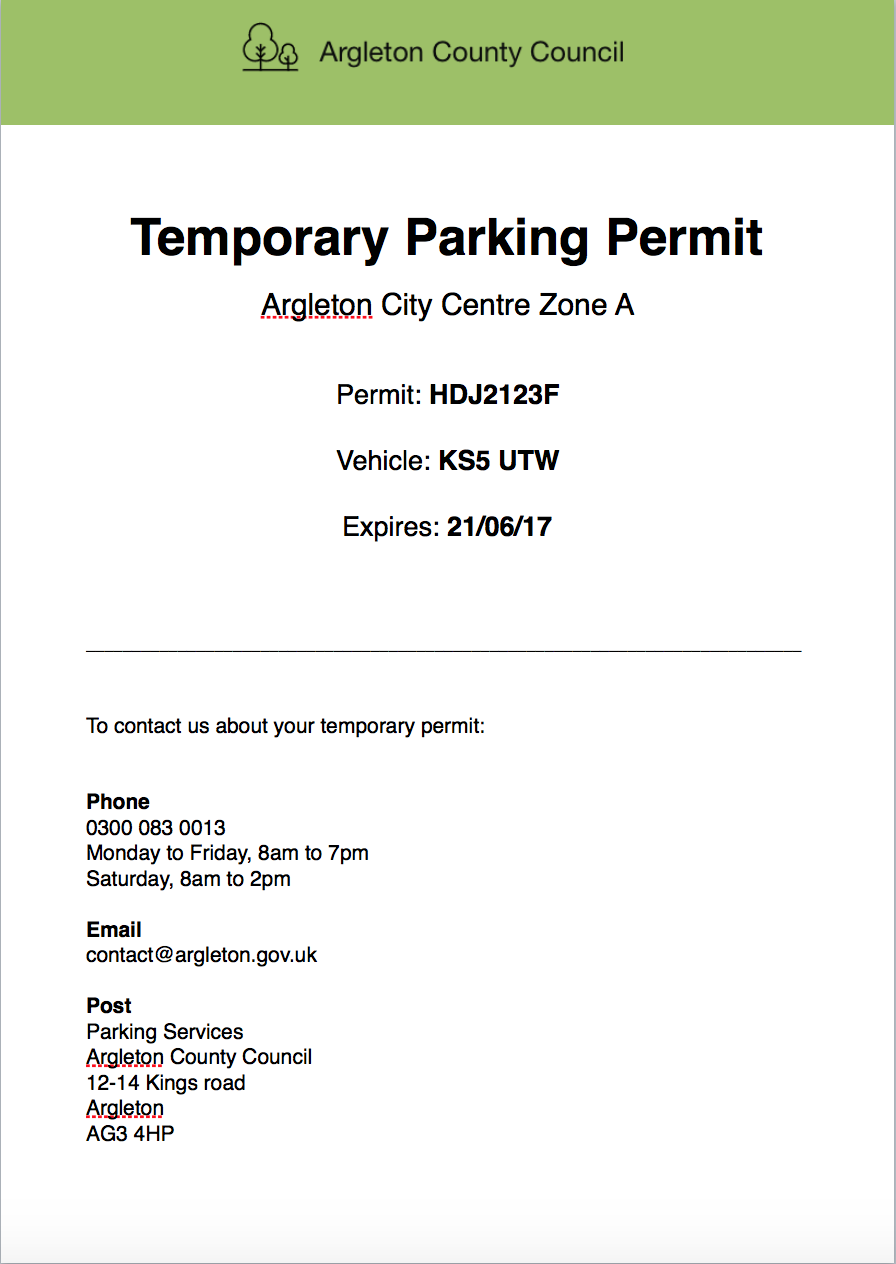 Argleton County Council
Temporary Parking Permit
Argleton City Centre Zone A
Permit: HDJ2123F
Vehicle: KS5 UTW
Expires: 21/06/17
To contact us about your temporary permit:
Phone
0300 083 0013
Monday to Friday, 8am to 7pm
Saturday, 8am to 2pm
Email
contact@argleton.gov.uk
Post
Parking Services
Argleton County Council
12-14 Kings road
Argleton
AG3 4HP